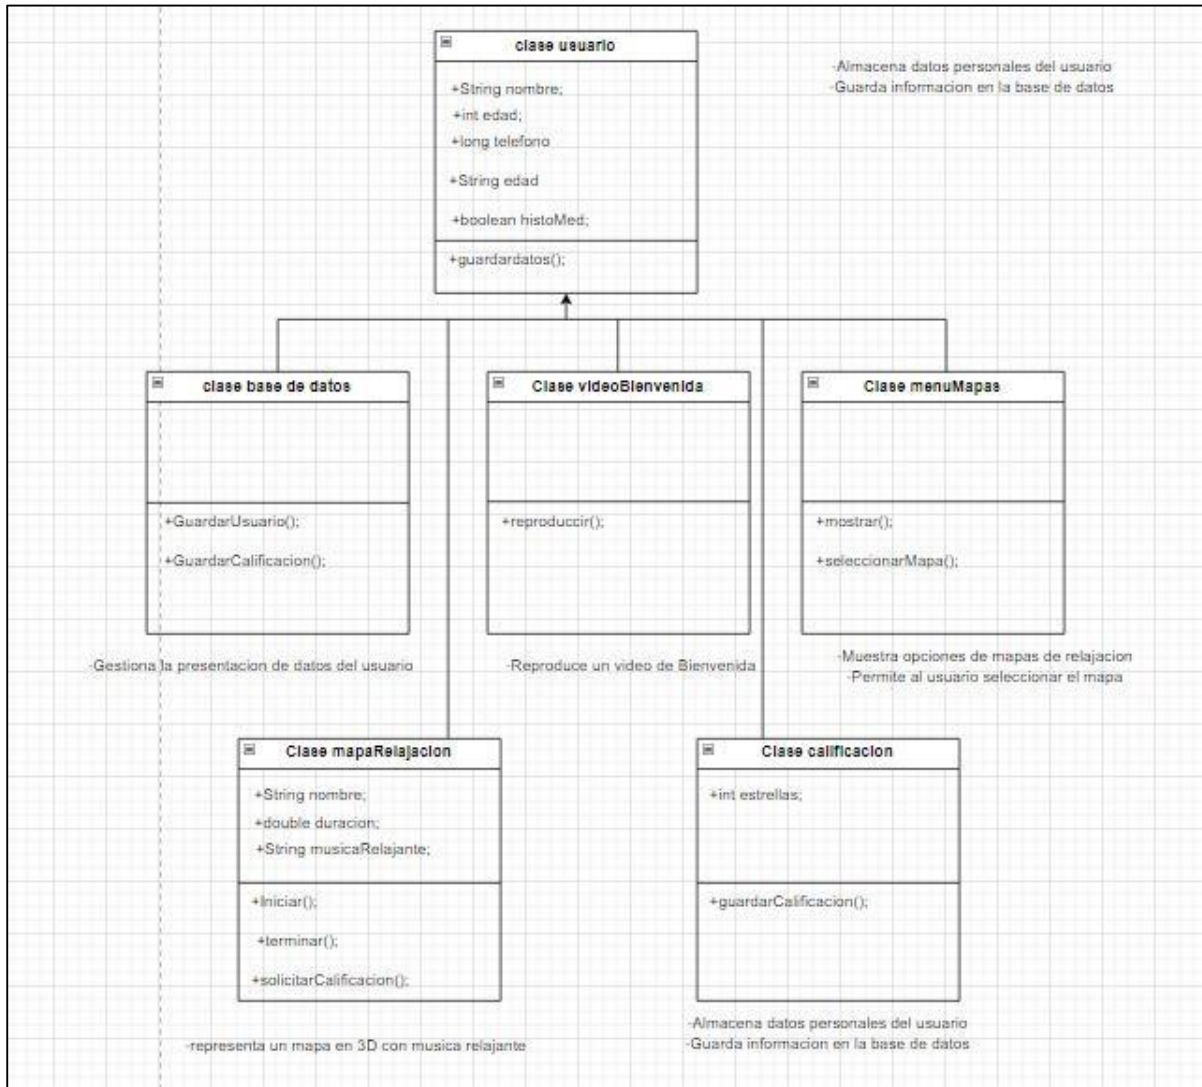 clase usuario
-Almacena datos personales del usuario
-Guarda informacion en la base de datos
+String nombre;
+int edad;
+long telefono
+String edad
+boolean histoMed;
+guardardatos();
clase base de datos
+GuardarUsuario();
+GuardarCalificacion();
-Gestiona la presentacion de datos del usuario
Clase videoBienvenida
+reproduccir();
-Reproduce un video de Bienvenida
Clase menuMapas
+mostrar();
+seleccionarMapa();
-Muestra opciones de mapas de relajacion
-Permite al usuario seleccionar el mapa
Clase mapaRelajacion
+String nombre;
+double duracion;
+String musicaRelajante;
+Iniciar();
+terminar();
+solicitarCalificacion();
-representa un mapa en 3D con musica relajante
Clase calificacion
+int estrellas;
+guardarCalificacion();
-Almacena datos personales del usuario
-Guarda informacion en la base de datos